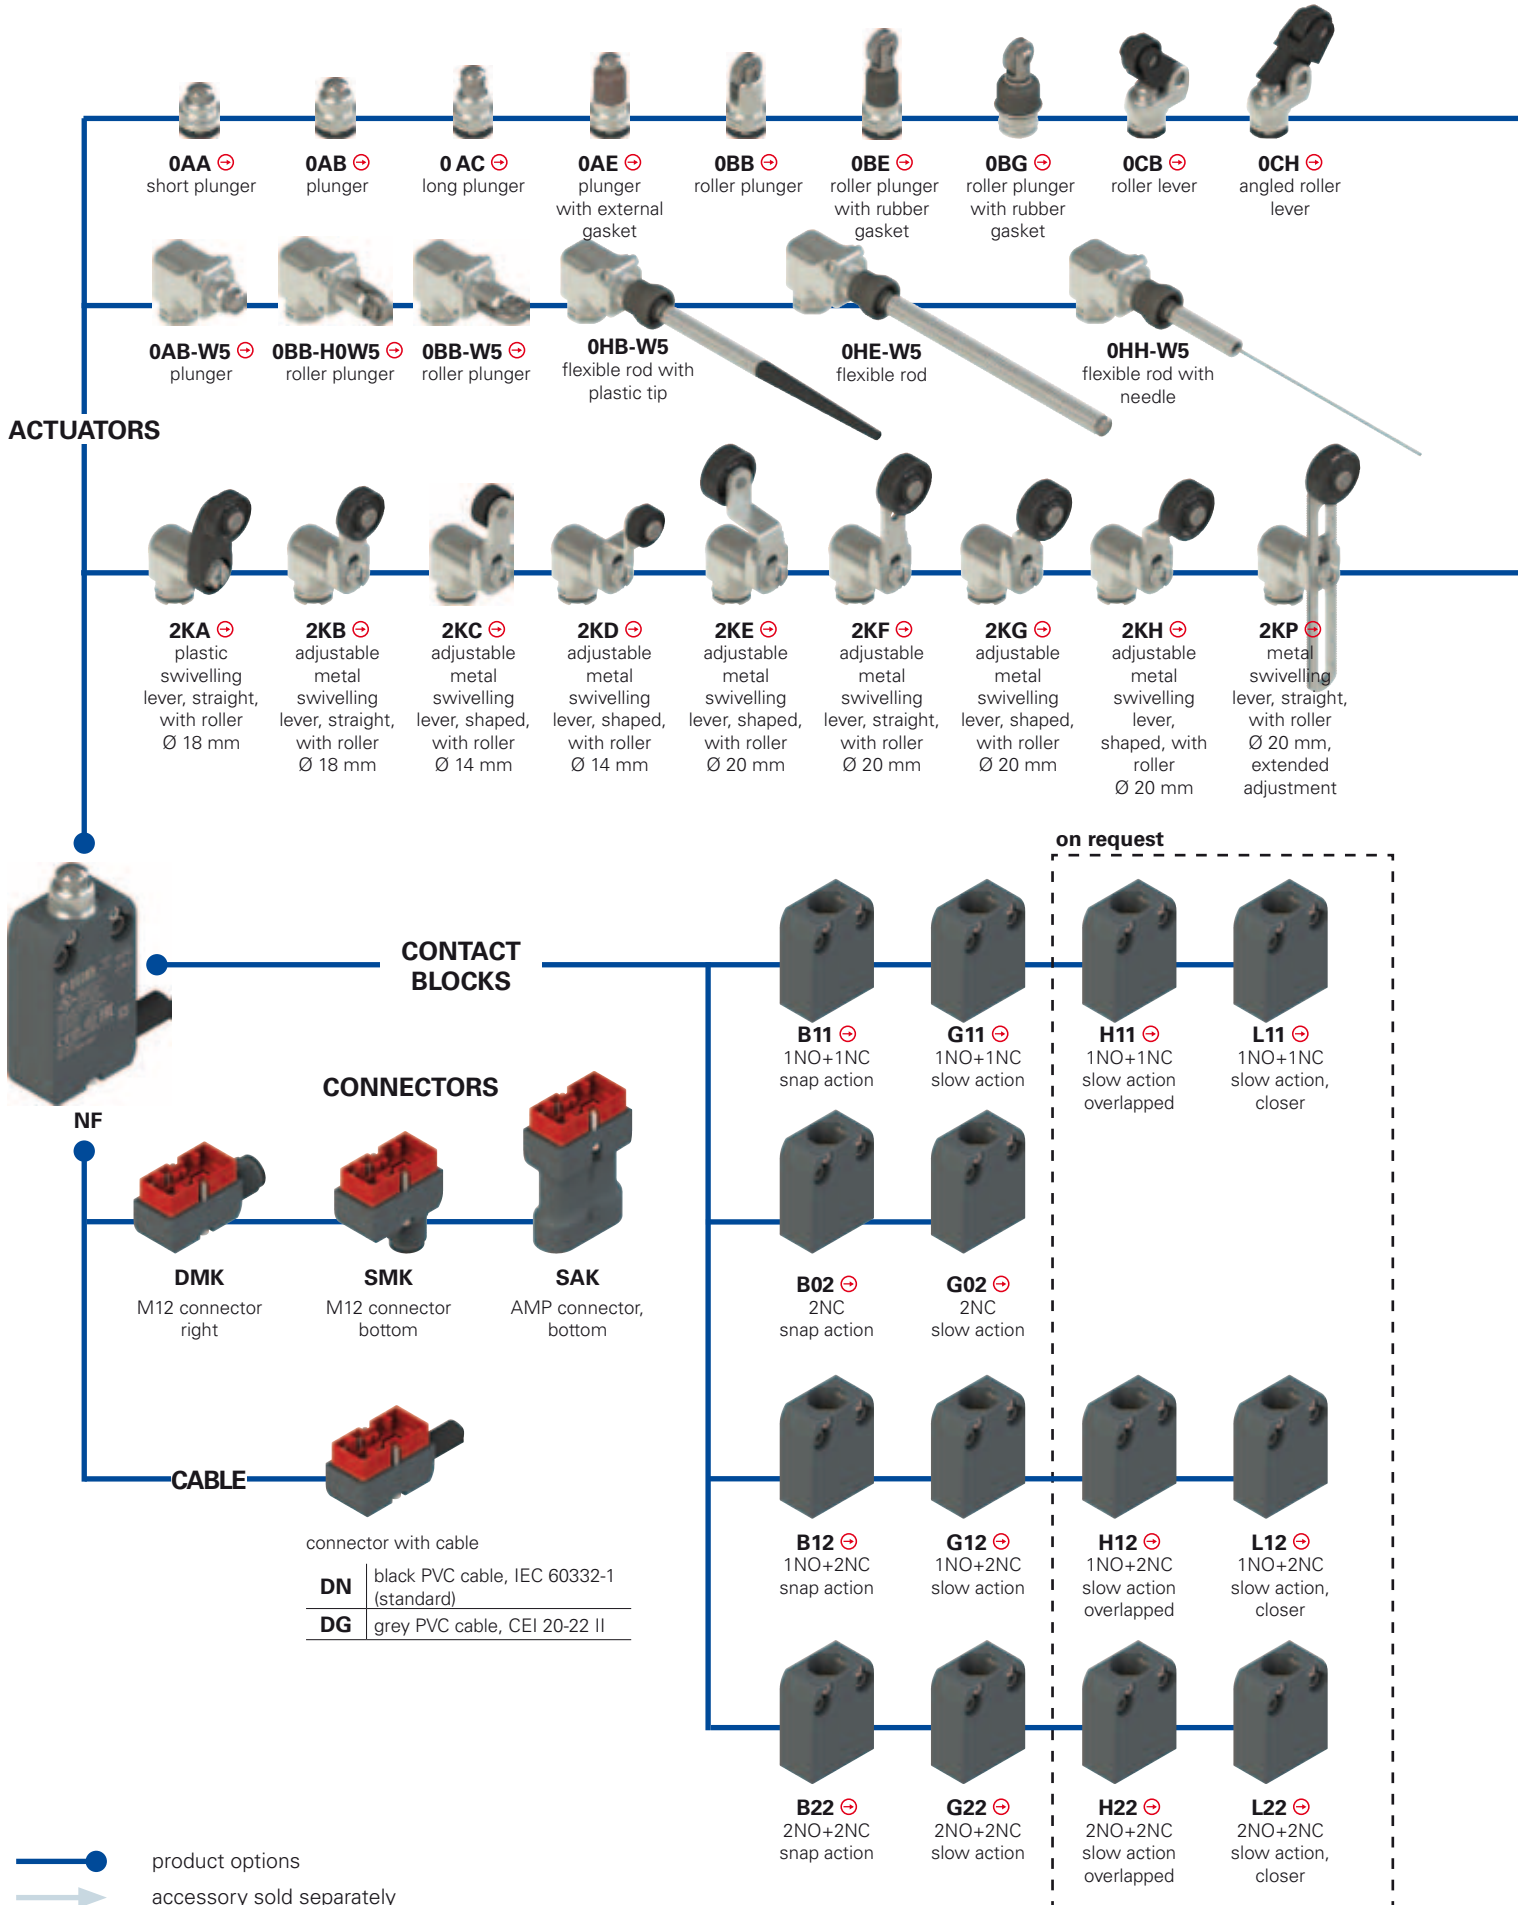 0AA
short plunger
0AB
plunger
0 AC
long plunger
0AE
plunger
with external
gasket
0BB
roller plunger
0BE
roller plunger
with rubber
gasket
0BG
roller plunger
with rubber
gasket
0CB
roller lever
0CH
angled roller
lever
0AB-W5
plunger
0BB-H0W5
roller plunger
0BB-W5
roller plunger
0HB-W5
flexible rod with
plastic tip
0HE-W5
flexible rod
0HH-W5
flexible rod with
needle
ACTUATORS
2KA
plastic
swivelling
lever, straight,
with roller
Ø 18 mm
2KB
adjustable
metal
swivelling
lever, straight,
with roller
Ø 18 mm
2KC
adjustable
metal
swivelling
lever, shaped,
with roller
Ø 14 mm
2KD
adjustable
metal
swivelling
lever, shaped,
with roller
Ø 14 mm
2KE
adjustable
metal
swivelling
lever, shaped,
with roller
Ø 20 mm
2KF
adjustable
metal
swivelling
lever, straight,
with roller
Ø 20 mm
2KG
adjustable
metal
swivelling
lever, shaped,
with roller
Ø 20 mm
2KH
adjustable
metal
swivelling
lever,
shaped, with
roller
Ø 20 mm
2KP
metal
swivelling
lever, straight,
with roller
Ø 20 mm,
extended
adjustment
on request
CONTACT
BLOCKS
B11
1NO+1NC
snap action
G11
1NO+1NC
slow action
H11
1NO+1NC
slow action
overlapped
L11
1NO+1NC
slow action,
closer
CONNECTORS
NF
DMK
M12 connector
right
SMK
M12 connector
bottom
SAK
AMP connector,
bottom
B02
2NC
snap action
G02
2NC
slow action
CABLE
connector with cable
DN
black PVC cable, IEC 60332-1
(standard)
DG
grey PVC cable, CEI 20-22 II
B12
1NO+2NC
snap action
G12
1NO+2NC
slow action
H12
1NO+2NC
slow action
overlapped
L12
1NO+2NC
slow action,
closer
B22
2NO+2NC
snap action
G22
2NO+2NC
slow action
H22
2NO+2NC
slow action
overlapped
L22
2NO+2NC
slow action,
closer
product options
accessory sold separately